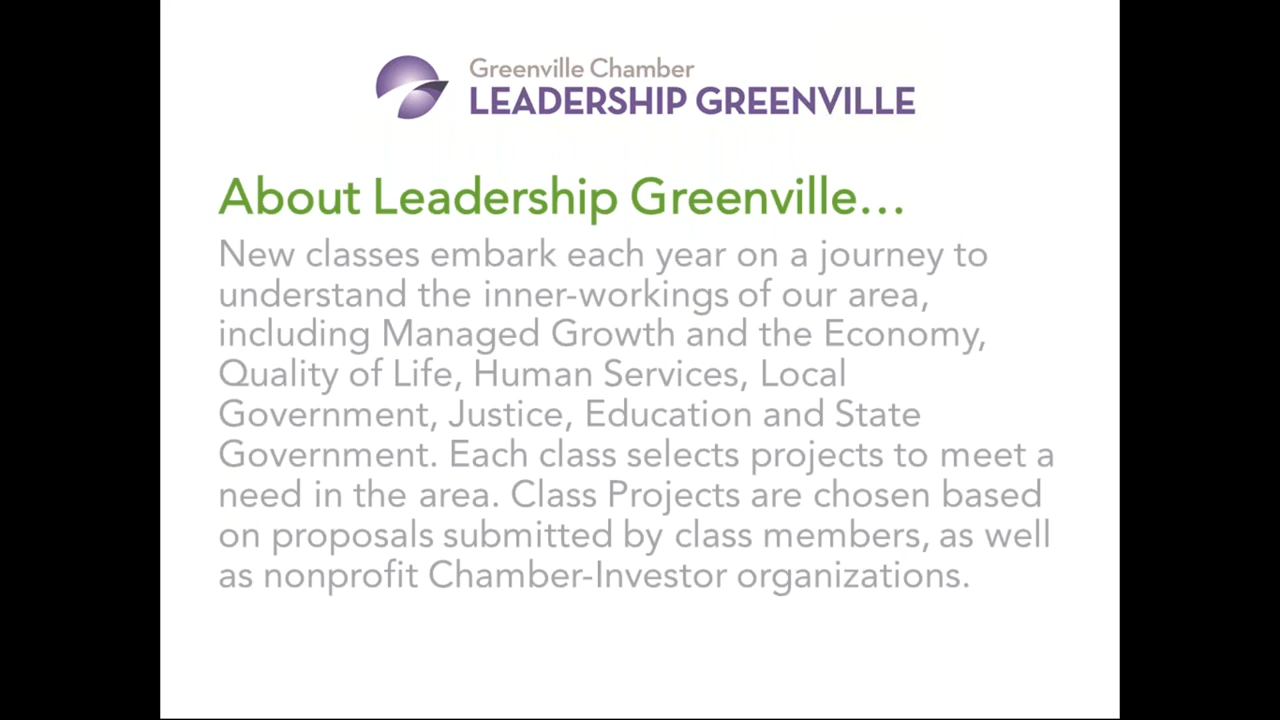 Greenville Chamber
LEADERSHIP GREENVILLE
About Leadership Greenville...
New classes embark each year on a journey to
understand the inner-workings of our area,
including Managed Growth and the Economy,
Quality of Life, Human Services, Local
Government, Justice, Education and State
Government. Each class selects projects to meet a
need in the area. Class Projects are chosen based
on proposals submitted by class members, as well
as nonprofit Chamber-Investor organizations.